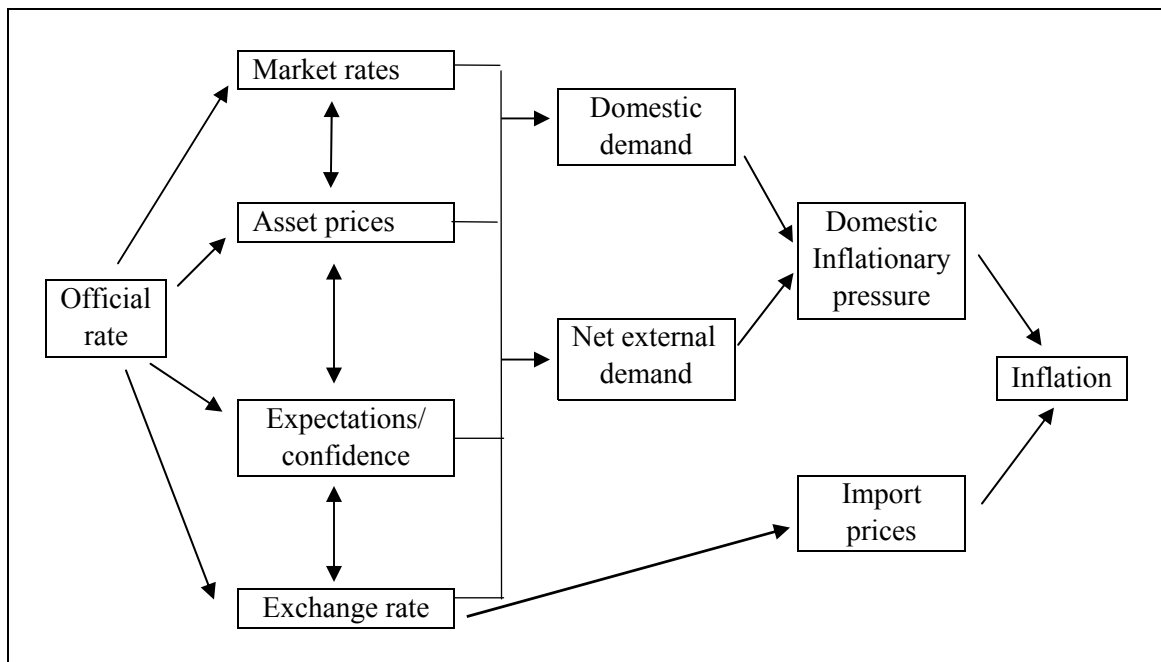 Market rates
Asset prices
Official
rate
Expectations/
confidence
Exchange rate
Domestic
demand
Net external
demand
Domestic
Inflationary
pressure
Import
prices
Inflation